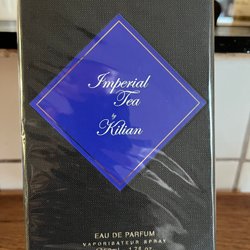 Imperial
Tea
by
Kilian
EAU DE PARFUM
VAPORISATEUR SPRAY